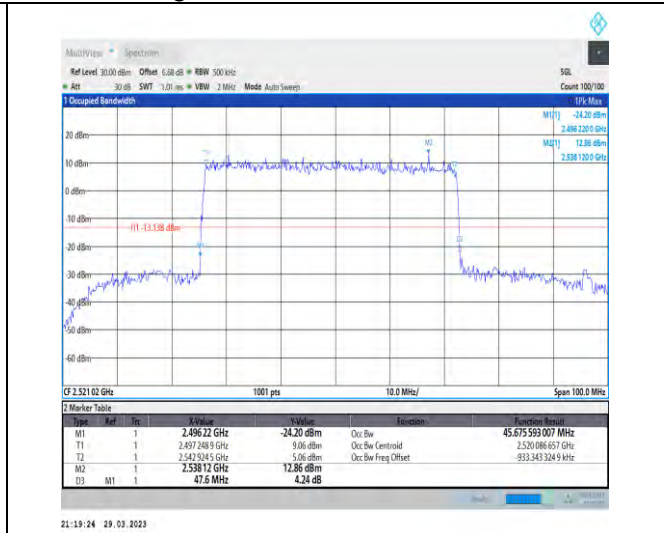 MultiView Spectrum
Ref Level 30.00 dBm Offset 6.68 dB RBW 500 kHz SGL
Att 30 dB SWT 1.01 ms VBW 2 MHz Mode Auto Sweep Count 100/100
1 Occupied Bandwidth 1Pk Max
M1[1] -24.20 dBm
2.496 2200 GHz
20 dBm
M2[1] 12.86 dBm
2.538 1200 GHz
M2
10 dBm
0 dBm
-10 dBm
H1 -13.138 dBm
-20 dBm
-30 dBm
-40 dBm
-50 dBm
-60 dBm
CF 2.521 02 GHz 1001 pts 10.0 MHz/ Span 100.0 MHz
2 Marker Table
Type Ref Trc X-Value Y-Value Function Function Result
M1 1 2.496 22 GHz -24.20 dBm Occ Bw 45.675 593 007 MHz
T1 1 2.497 248 9 GHz 9.06 dBm Occ Bw Centroid 2.520 086 657 GHz
T2 1 2.542 924 5 GHz 5.06 dBm Occ Bw Freq Offset -933.343 324 9 kHz
M2 1 2.538 12 GHz 12.86 dBm
D3 M1 1 47.6 MHz 4.24 dB
21:19:24 29.03.2023